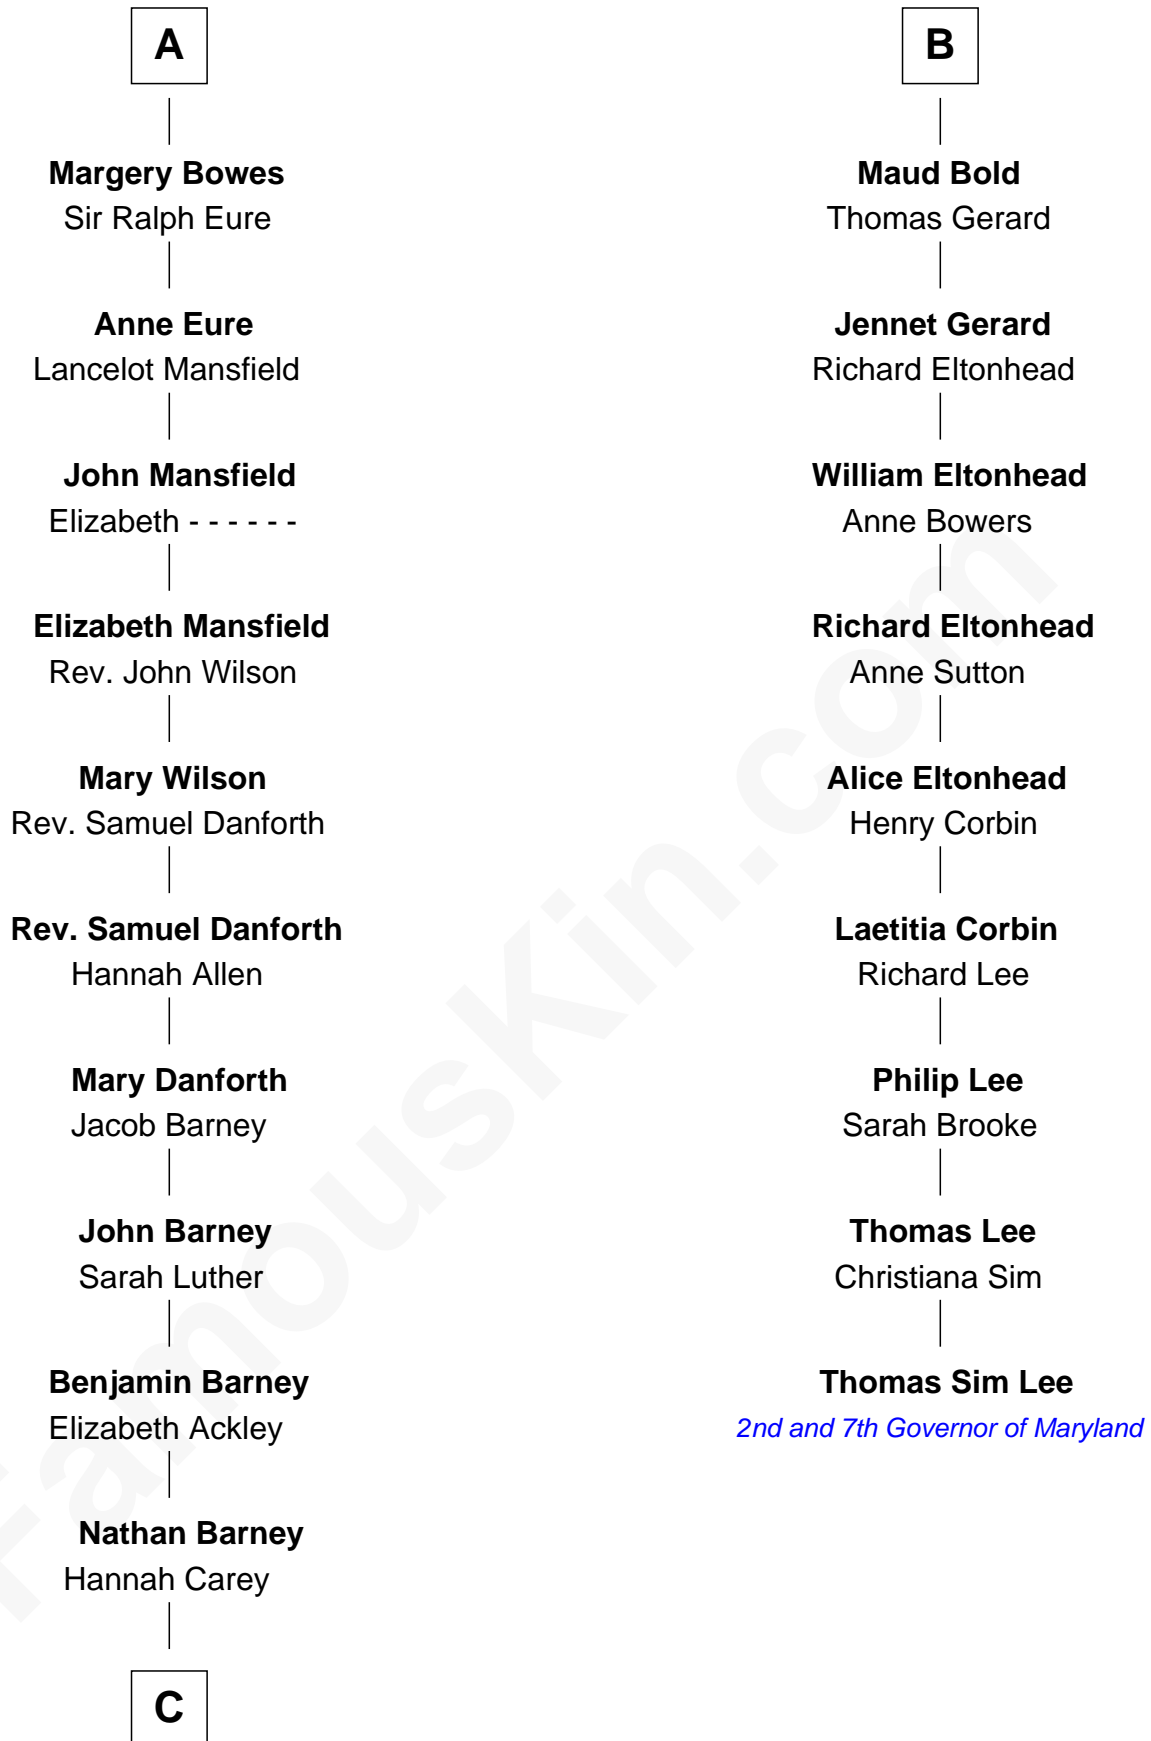 A
Margery Bowes
Sir Ralph Eure
Anne Eure
Lancelot Mansfield
John Mansfield
Elizabeth - - - - - -
Elizabeth Mansfield
Rev. John Wilson
Mary Wilson
Rev. Samuel Danforth
Rev. Samuel Danforth
Hannah Allen
Mary Danforth
Jacob Barney
John Barney
Sarah Luther
Benjamin Barney
Elizabeth Ackley
Nathan Barney
Hannah Carey
C
B
Maud Bold
Thomas Gerard
Jennet Gerard
Richard Eltonhead
William Eltonhead
Anne Bowers
Richard Eltonhead
Anne Sutton
Alice Eltonhead
Henry Corbin
Laetitia Corbin
Richard Lee
Philip Lee
Sarah Brooke
Thomas Lee
Christiana Sim
Thomas Sim Lee
2nd and 7th Governor of Maryland
FamousKin.com